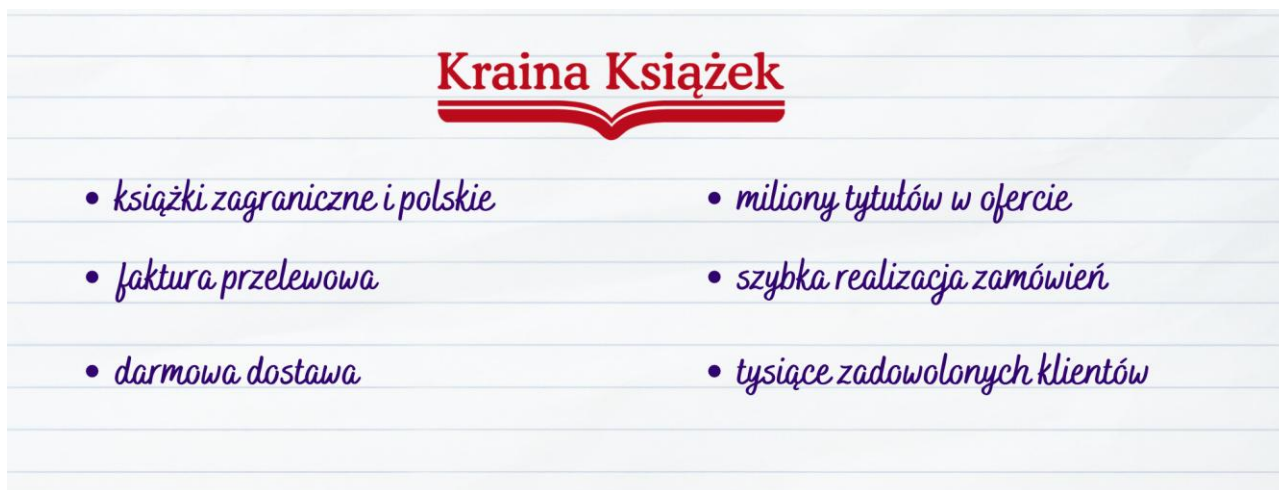 Kraina Książek
• książki zagraniczne i polskie
• faktura przelewowa
• darmowa dostawa
• miliony tytułów w ofercie
• szybka realizacja zamówień
• tysiące zadowolonych klientów